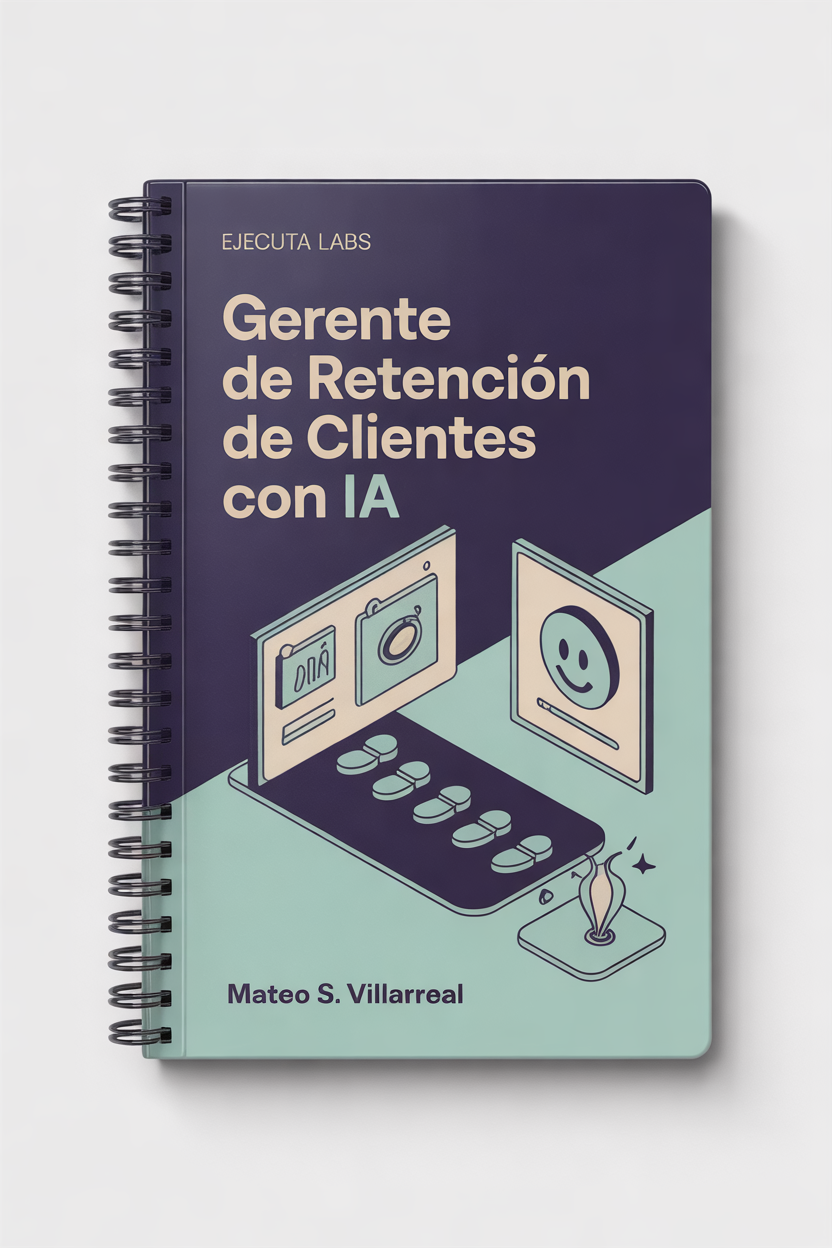 EJECUTA LABS
Gerente
de Retención
de Clientes
con IA
Mateo S. Villarreal